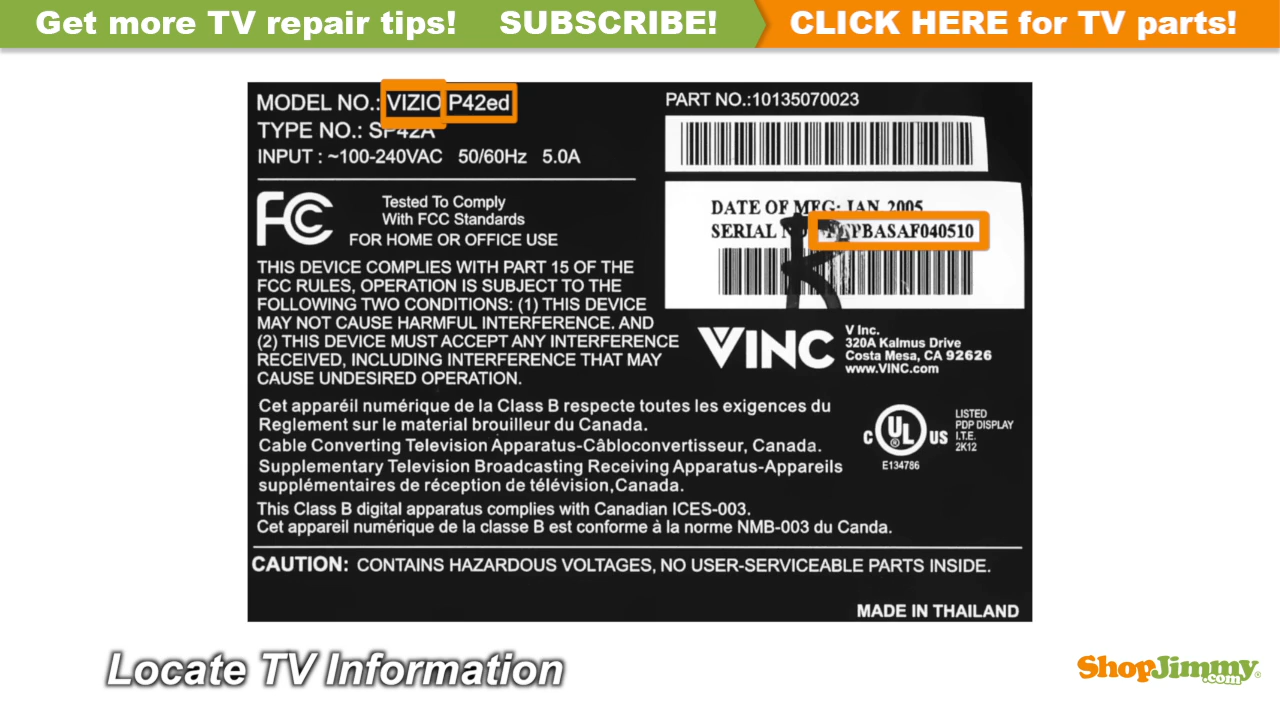 Get more TV repair tips! SUBSCRIBE! CLICK HERE for TV parts!
MODEL NO.: VIZIO P42ed
TYPE NO.: SP42A
INPUT : ~100-240VAC 50/60Hz 5.0A
PART NO.:10135070023
DATE OF MFG: JAN 2005
SERIAL
FC
Tested To Comply
With FCC Standards
FOR HOME OR OFFICE USE
THIS DEVICE COMPLIES WITH PART 15 OF THE
FCC RULES, OPERATION IS SUBJECT TO THE
FOLLOWING TWO CONDITIONS: (1) THIS DEVICE
MAY NOT CAUSE HARMFUL INTERFERENCE. AND
(2) THIS DEVICE MUST ACCEPT ANY INTERFERENCE
RECEIVED, INCLUDING INTERFERENCE THAT MAY
CAUSE UNDESIRED OPERATION.
VINC
V Inc.
320A Kalmus Drive
Costa Mesa, CA 92626
www.VINC.com
Cet apparéil numérique de la Class B respecte toutes les exigences du
Reglement sur le material brouilleur du Canada.
Cable Converting Television Apparatus-Câbloconvertisseur, Canada.
Supplementary Television Broadcasting Receiving Apparatus-Appareils
supplémentaires de réception de télévision,Canada.
C UL ® US
E134786
LISTED
PDP DISPLAY
I.T.E.
2K12
This Class B digital apparatus complies with Canadian ICES-003.
Cet appareil numérique de la classe B est conforme à la norme NMB-003 du Canda.
CAUTION: CONTAINS HAZARDOUS VOLTAGES, NO USER-SERVICEABLE PARTS INSIDE.
MADE IN THAILAND
Locate TV Information
ShopJimmy.com®